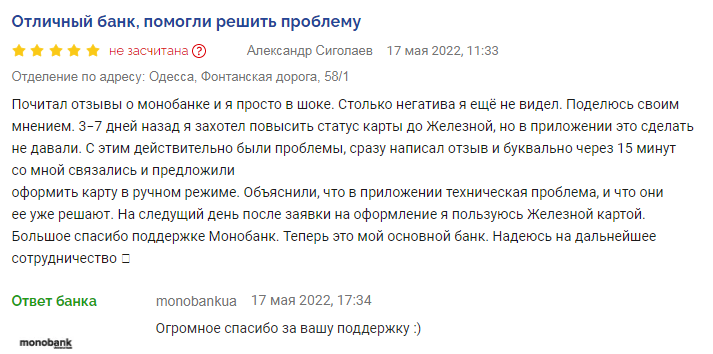 Отличный банк, помогли решить проблему
не засчитана ? Александр Сиголаев 17 мая 2022, 11:33
Отделение по адресу: Одесса, Фонтанская дорога, 58/1
Почитал отзывы о монобанке и я просто в шоке. Столько негатива я ещё не видел. Поделюсь своим
мнением. 3–7 дней назад я захотел повысить статус карты до Железной, но в приложении это сделать
не давали. С этим действительно были проблемы, сразу написал отзыв и буквально через 15 минут
со мной связались и предложили
оформить карту в ручном режиме. Объяснили, что в приложении техническая проблема, и что они
ее уже решают. На следущий день после заявки на оформление я пользуюсь Железной картой.
Большое спасибо поддержке Монобанк. Теперь это мой основной банк. Надеюсь на дальнейшее
сотрудничество
Ответ банка monobankua 17 мая 2022, 17:34
Огромное спасибо за вашу поддержку :)
monobank